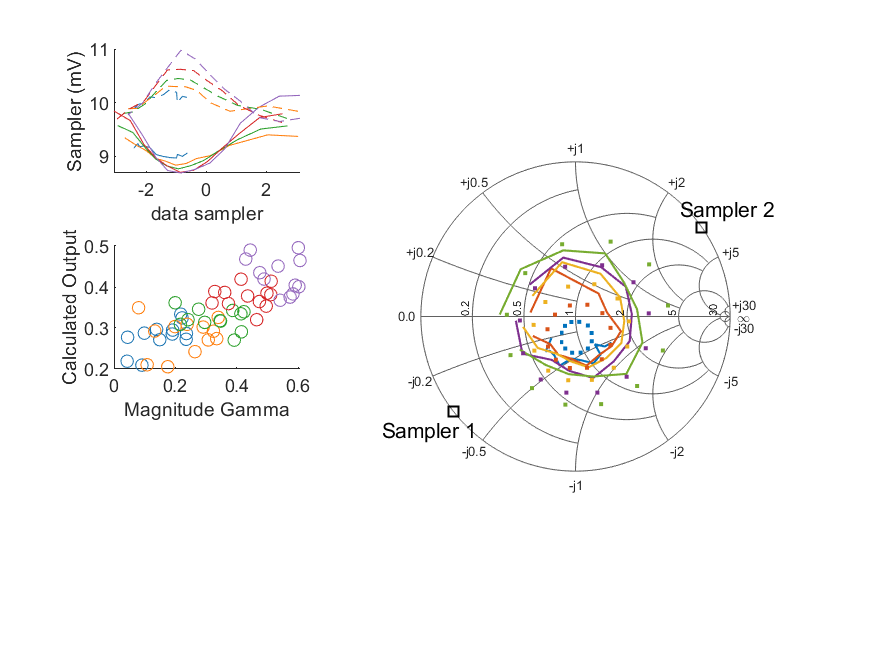 11
10
9
Sampler (mV)
-2 0 2
data sampler
0.5
0.4
0.3
0.2
Calculated Output
0 0.2 0.4 0.6
Magnitude Gamma
+j1
+j0.5
+j2
Sampler 2
+j0.2
+j5
0.0
0.2
0.5
1
2
5
30
+j30
∞
-j30
-j0.2
-j5
Sampler 1
-j0.5
-j2
-j1